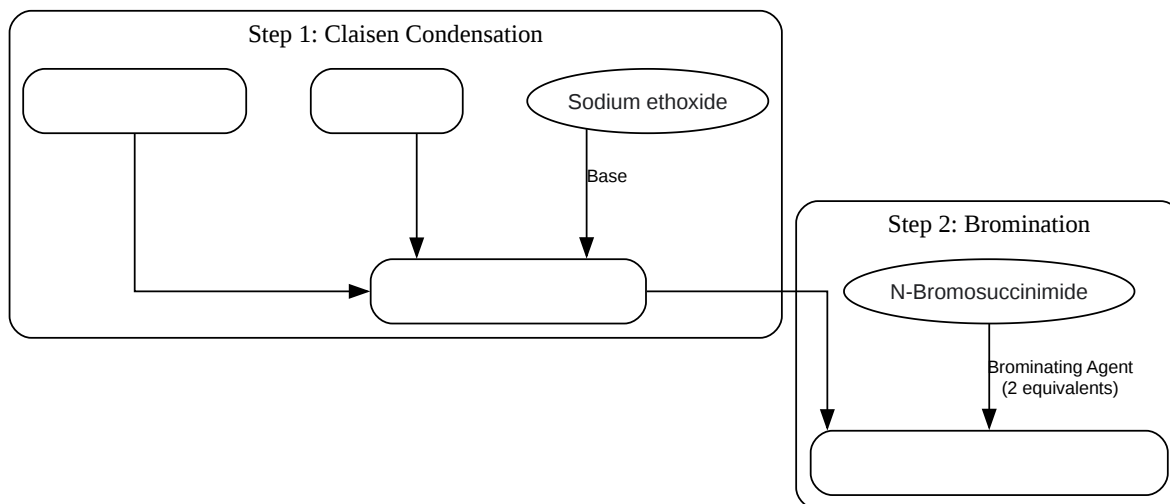 Step 1: Claisen Condensation
Sodium ethoxide
Base
Step 2: Bromination
N-Bromosuccinimide
Brominating Agent
(2 equivalents)